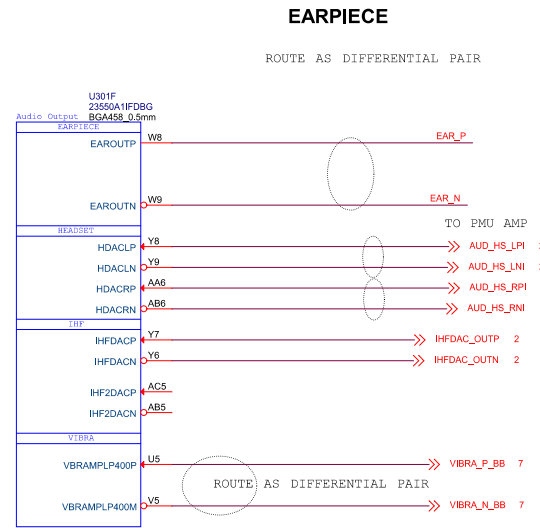 EARPIECE
ROUTE AS DIFFERENTIAL PAIR
U301F
23550A1IFDBG
Audio Output BGA458_0.5mm
EARPIECE
EAROUTP W8 EAR_P
EAROUTN W9 EAR_N
TO PMU AMP
HEADSET
HDACLP Y8 AUD_HS_LPI
HDACLN Y9 AUD_HS_LNI
HDACRP AA6 AUD_HS_RPI
HDACRN AB6 AUD_HS_RNI
IHF
IHFDACP Y7 IHFDAC_OUTP 2
IHFDACN Y6 IHFDAC_OUTN 2
IHF2DACP AC5
IHF2DACN AB5
VIBRA
VBRAMPLP400P U5 VIBRA_P_BB 7
ROUTE AS DIFFERENTIAL PAIR
VBRAMPLP400M V5 VIBRA_N_BB 7